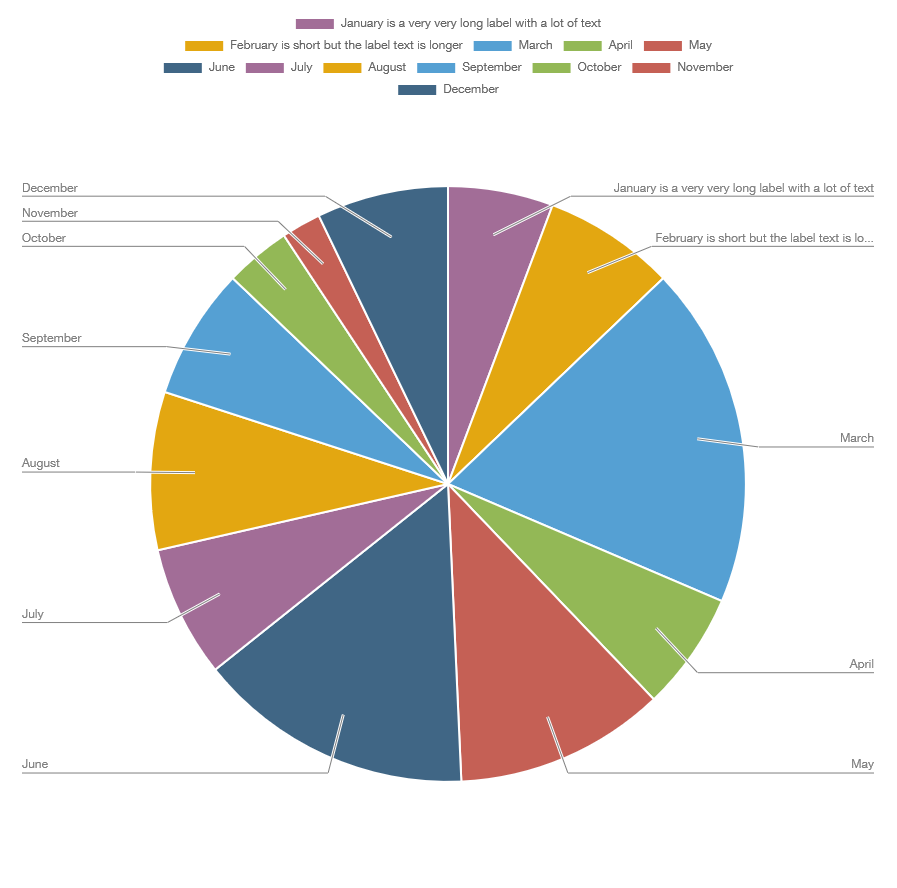 January is a very very long label with a lot of text
February is short but the label text is longer March April May
June July August September October November
December
December January is a very very long label with a lot of text
November
October February is short but the label text is lo...
September
March
August
July
April
June May